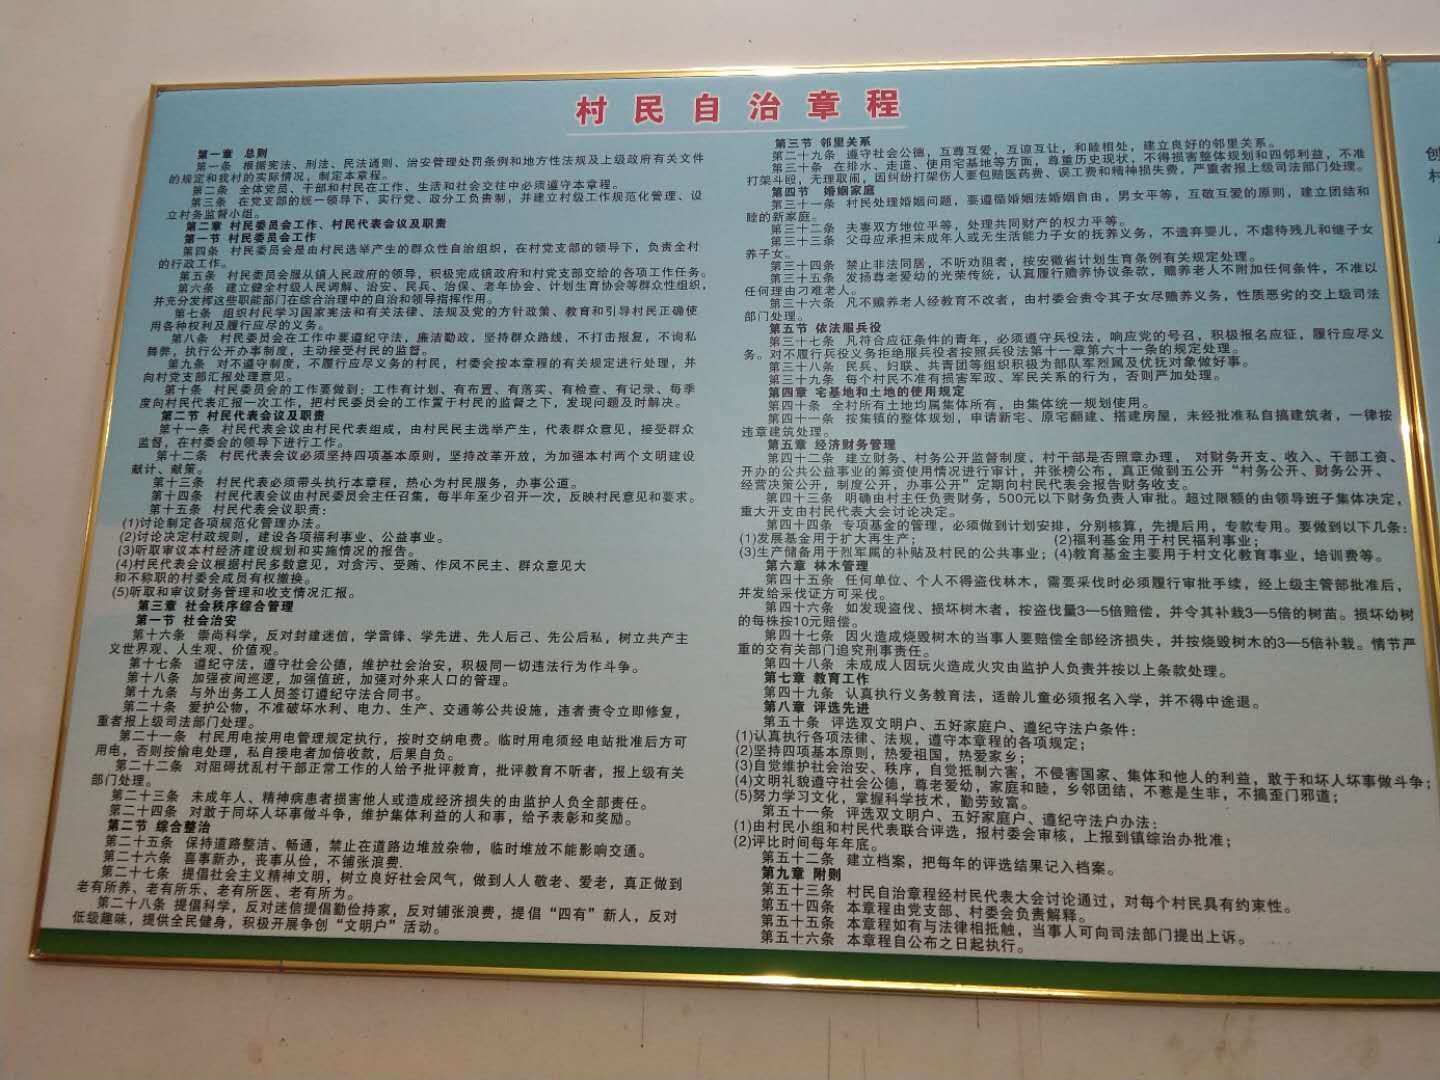 村民自治章程
第一章 总则
第一条 根据宪法、刑法、民法通则、治安管理处罚条例和地方性法规及上级政府有关文件
的规定和我村的实际情况，制定本章程。
第二条 全体党员、干部和村民在工作、生活和社会交往中必须遵守本章程。
第三条 在党支部的统一领导下、实行党、政分工负责制，并建立村级工作规范化管理、设
立村务监督小组。
第二章 村民委员会工作、村民代表会议及职责
第一节 村民委员会工作
第四条 村民委员会是由村民选举产生的群众性自治组织，在村党支部的领导下，负责全村
的行政工作。
第五条 村民委员会服从镇人民政府的领导，积极完成镇政府和村党支部交给的各项工作任务。
第六条 建立健全村级人民调解、治安、民兵、治保、老年协会、计划生育协会等群众性组织，
并充分发挥这些职能部门在综合治理中的自治和领导指挥作用。
第七条 组织村民学习国家宪法和有关法律、法规及党的方针政策、教育和引导村民正确使
用各种权利及履行应尽的义务。
第八条 村民委员会在工作中要遵纪守法，廉洁勤政，坚持群众路线，不打击报复，不询私
舞弊，执行公开办事制度，主动接受村民的监督。
第九条 对不遵守制度，不履行应尽义务的村民，村委会按本章程的有关规定进行处理，并
向村党支部汇报处理意见。
第十条 村民委员会的工作要做到：工作有计划、有布置、有落实、有检查、有记录、每季
度向村民代表汇报一次工作，把村民委员会的工作置于村民的监督之下，发现问题及时解决。
第二节 村民代表会议及职责
第十一条 村民代表会议由村民代表组成，由村民民主选举产生，代表群众意见，接受群众
监督，在村委会的领导下进行工作。
第十二条 村民代表会议必须坚持四项基本原则，坚持改革开放，为加强本村两个文明建设
献计、献策。
第十三条 村民代表必须带头执行本章程，热心为村民服务，办事公道。
第十四条 村民代表会议由村民委员会主任召集，每半年至少召开一次，反映村民意见和要求。
第十五条 村民代表会议职责：
(1)讨论制定各项规范化管理办法。
(2)讨论决定村政规则，建设各项福利事业、公益事业。
(3)听取审议本村经济建设规划和实施情况的报告。
(4)村民代表会议根据村民多数意见，对贪污、受贿、作风不民主、群众意见大
和不称职的村委会成员有权撤换。
(5)听取和审议财务管理和收支情况汇报。
第三章 社会秩序综合管理
第一节 社会治安
第十六条 崇尚科学，反对封建迷信，学雷锋、学先进、先人后己、先公后私，树立共产主
义世界观、人生观、价值观。
第十七条 遵纪守法，遵守社会公德，维护社会治安，积极同一切违法行为作斗争。
第十八条 加强夜间巡逻，加强值班，加强对外来人口的管理。
第十九条 与外出务工人员签订遵纪守法合同书。
第二十条 爱护公物，不准破坏水利、电力、生产、交通等公共设施，违者责令立即修复，
重者报上级司法部门处理。
第二十一条 村民用电按用电管理规定执行，按时交纳电费。临时用电须经电站批准后方可
用电，否则按偷电处理，私自接电者加倍收款，后果自负。
第二十二条 对阻碍扰乱村干部正常工作的人给予批评教育，批评教育不听者，报上级有关
部门处理。
第二十三条 未成年人、精神病患者损害他人或造成经济损失的由监护人负全部责任。
第二十四条 对敢于同坏人坏事做斗争，维护集体利益的人和事，给予表彰和奖励。
第二节 综合整治
第二十五条 保持道路整洁、畅通，禁止在道路边堆放杂物，临时堆放不能影响交通。
第二十六条 喜事新办，丧事从俭，不铺张浪费.
第二十七条 提倡社会主义精神文明，树立良好社会风气，做到人人敬老、爱老，真正做到
老有所养、老有所乐、老有所医、老有所为。
第二十八条 提倡科学，反对迷信提倡勤俭持家，反对铺张浪费，提倡“四有”新人，反对
低级趣味，提供全民健身，积极开展争创“文明户”活动。
第三节 邻里关系
第二十九条 遵守社会公德，互尊互爱，互谅互让，和睦相处，建立良好的邻里关系。
第三十条 在排水、走道、使用宅基地等方面，尊重历史现状，不得损害整体规划和四邻利益，不准
打架斗殴，无理取闹，因纠纷打架伤人要包赔医药费、误工费和精神损失费，严重者报上级司法部门处理。
第四节 婚姻家庭
第三十一条 村民处理婚姻问题，要遵循婚姻法婚姻自由，男女平等，互敬互爱的原则，建立团结和
睦的新家庭。
第三十二条 夫妻双方地位平等，处理共同财产的权力平等。
第三十三条 父母应承担未成年人或无生活能力子女的抚养义务，不遗弃婴儿，不虐待残儿和继子女
养子女。
第三十四条 禁止非法同居，不听劝阻者，按安徽省计划生育条例有关规定处理。
第三十五条 发扬尊老爱幼的光荣传统，认真履行赡养协议条款，赡养老人不附加任何条件，不准以
任何理由刁难老人。
第三十六条 凡不赡养老人经教育不改者，由村委会责令其子女尽赡养义务，性质恶劣的交上级司法
部门处理。
第五节 依法服兵役
第三十七条 凡符合应征条件的青年，必须遵守兵役法，响应党的号召，积极报名应征，履行应尽义
务。对不履行兵役义务拒绝服兵役者按照兵役法第十一章第六十一条的规定处理。
第三十八条 民兵、妇联、共青团等组织积极为部队军烈属及优抚对象做好事。
第三十九条 每个村民不准有损害军政、军民关系的行为，否则严加处理。
第四章 宅基地和土地的使用规定
第四十条 全村所有土地均属集体所有，由集体统一规划使用。
第四十一条 按集镇的整体规划，申请新宅、原宅翻建、搭建房屋，未经批准私自搞建筑者，一律按
违章建筑处理。
第五章 经济财务管理
第四十二条 建立财务、村务公开监督制度，村干部是否照章办理， 对财务开支、收入、干部工资、
开办的公共公益事业的筹资使用情况进行审计，并张榜公布，真正做到五公开“村务公开、财务公开、
经营决策公开，制度公开，办事公开”定期向村民代表会报告财务收支。
第四十三条 明确由村主任负责财务，500元以下财务负责人审批。超过限额的由领导班子集体决定，
重大开支由村民代表大会讨论决定。
第四十四条 专项基金的管理，必须做到计划安排，分别核算，先提后用，专款专用。要做到以下几条：
(1)发展基金用于扩大再生产； (2)福利基金用于村民福利事业；
(3)生产储备用于烈军属的补贴及村民的公共事业；(4)教育基金主要用于村文化教育事业，培训费等。
第六章 林木管理
第四十五条 任何单位、个人不得盗伐林木，需要采伐时必须履行审批手续，经上级主管部批准后，
并发给采伐证方可采伐。
第四十六条 如发现盗伐、损坏树木者，按盗伐量3—5倍赔偿，并令其补栽3—5倍的树苗。损坏幼树
的每株按10元赔偿。
第四十七条 因火造成烧毁树木的当事人要赔偿全部经济损失，并按烧毁树木的3—5倍补栽。情节严
重的交有关部门追究刑事责任。
第四十八条 未成成人因玩火造成火灾由监护人负责并按以上条款处理。
第七章 教育工作
第四十九条 认真执行义务教育法，适龄儿童必须报名入学，并不得中途退。
第八章 评选先进
第五十条 评选双文明户、五好家庭户、遵纪守法户条件：
(1)认真执行各项法律、法规，遵守本章程的各项规定；
(2)坚持四项基本原则，热爱祖国，热爱家乡；
(3)自觉维护社会治安、秩序，自觉抵制六害，不侵害国家、集体和他人的利益，敢于和坏人坏事做斗争；
(4)文明礼貌遵守社会公德，尊老爱幼，家庭和睦，乡邻团结，不惹是生非，不搞歪门邪道；
(5)努力学习文化，掌握科学技术，勤劳致富。
第五十一条 评选双文明户、五好家庭户、遵纪守法户办法：
(1)由村民小组和村民代表联合评选，报村委会审核，上报到镇综治办批准；
(2)评比时间每年年底。
第五十二条 建立档案，把每年的评选结果记入档案。
第九章 附则
第五十三条 村民自治章程经村民代表大会讨论通过，对每个村民具有约束性。
第五十四条 本章程由党支部、村委会负责解释。
第五十五条 本章程如有与法律相抵触，当事人可向司法部门提出上诉。
第五十六条 本章程自公布之日起执行。
创
村